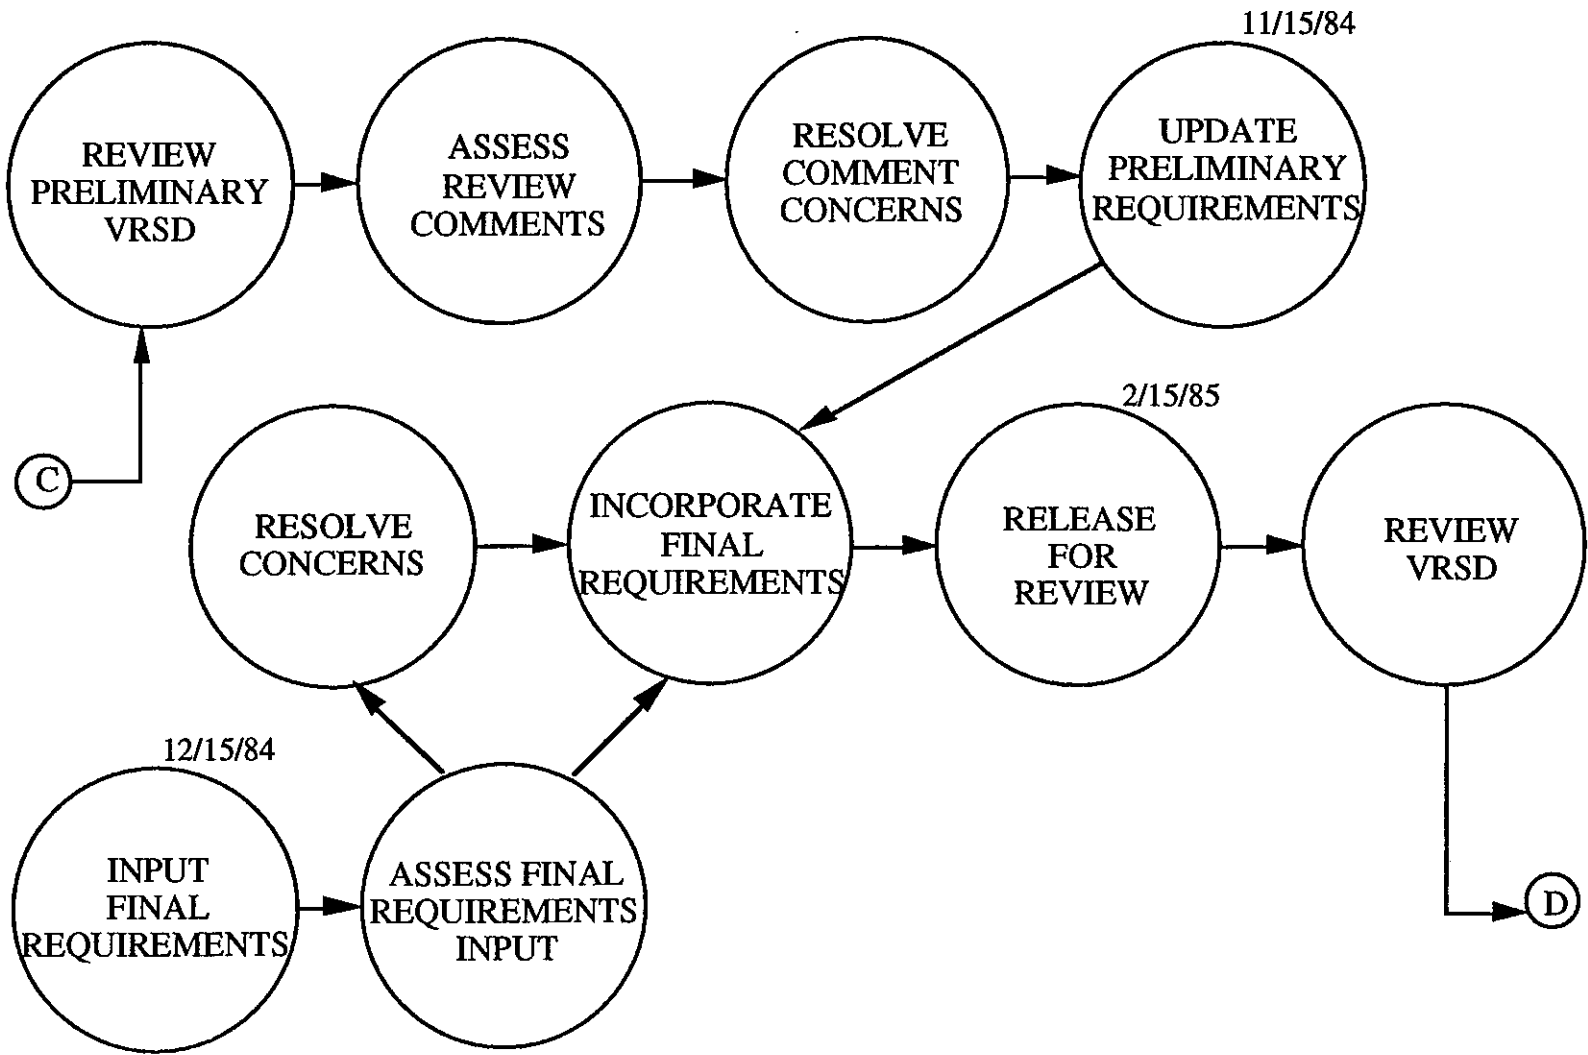 11/15/84
REVIEW
PRELIMINARY
VRSD
ASSESS
REVIEW
COMMENTS
RESOLVE
COMMENT
CONCERNS
UPDATE
PRELIMINARY
REQUIREMENTS
C
RESOLVE
CONCERNS
INCORPORATE
FINAL
REQUIREMENTS
2/15/85
RELEASE
FOR
REVIEW
REVIEW
VRSD
12/15/84
INPUT
FINAL
REQUIREMENTS
ASSESS FINAL
REQUIREMENTS
INPUT
D